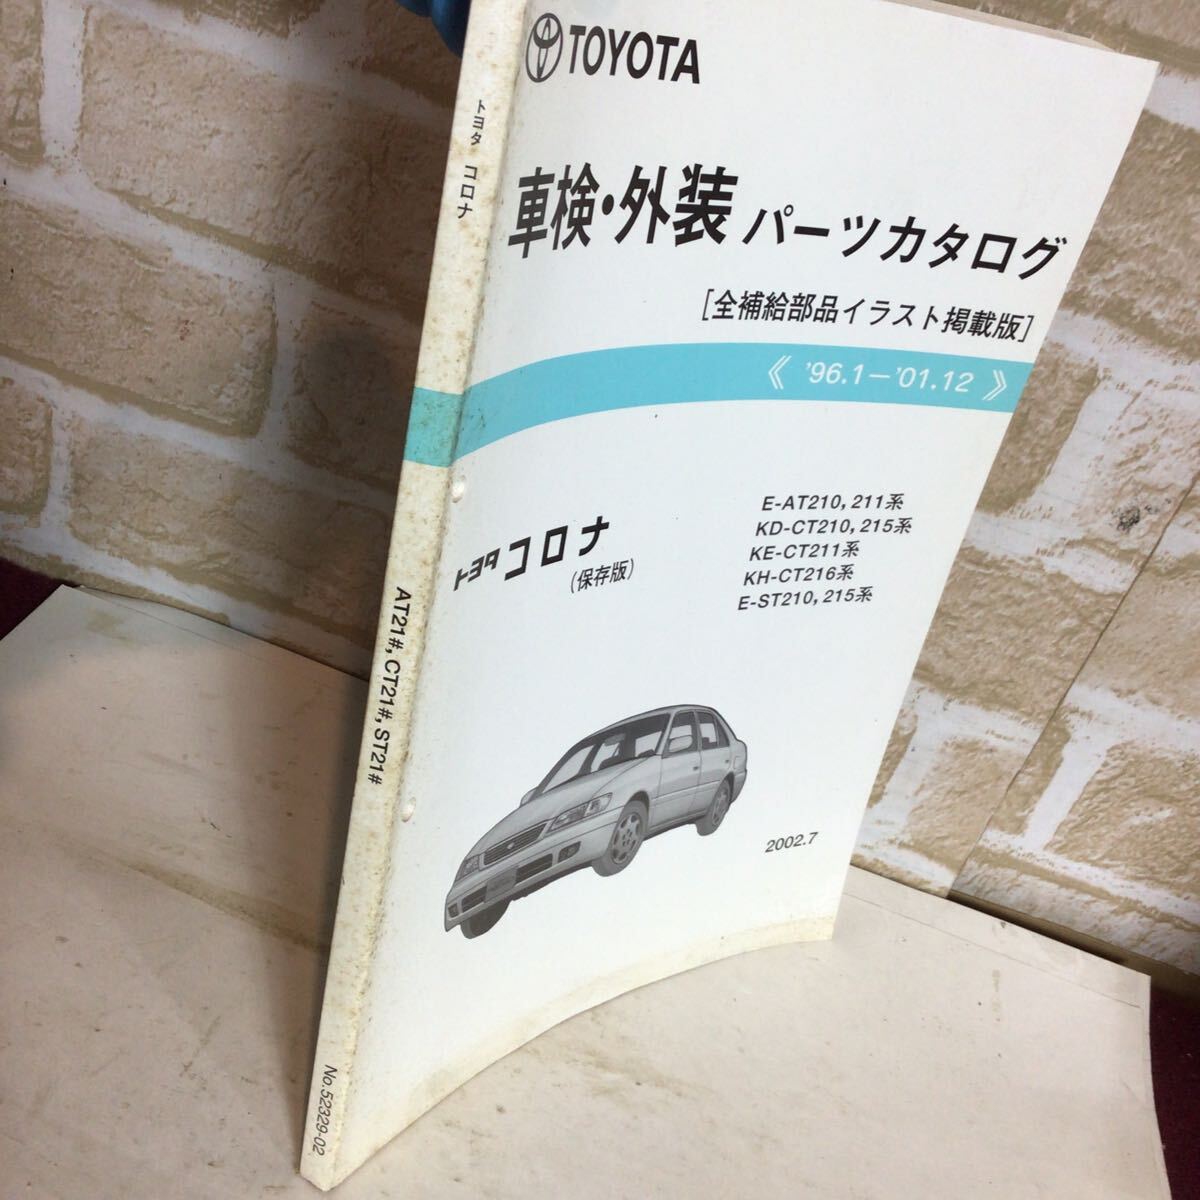 TOYOTA
車検・外装 パーツカタログ
[全補給部品イラスト掲載版]
《 '96.1－'01.12 》
トヨタ コロナ
(保存版)
E-AT210, 211系
KD-CT210, 215系
KE-CT211系
KH-CT216系
E-ST210, 215系
2002.7
トヨタ コロナ
AT21#, CT21#, ST21#
No.52329-02